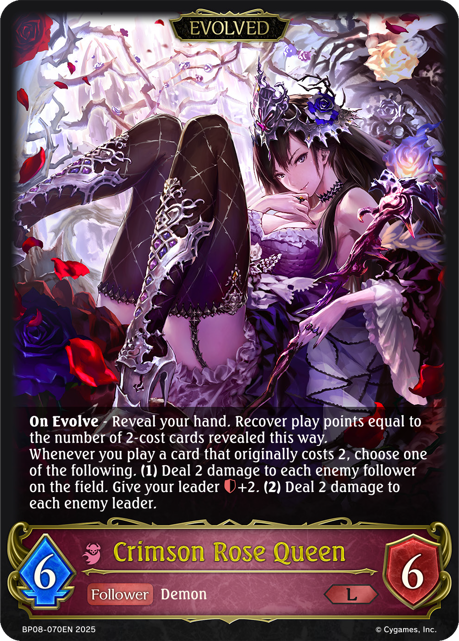 EVOLVED
On Evolve - Reveal your hand. Recover play points equal to
the number of 2-cost cards revealed this way.
Whenever you play a card that originally costs 2, choose one
of the following. (1) Deal 2 damage to each enemy follower
on the field. Give your leader +2. (2) Deal 2 damage to
each enemy leader.
Crimson Rose Queen
6
Follower Demon
L
6
BP08-070EN 2025
© Cygames, Inc.